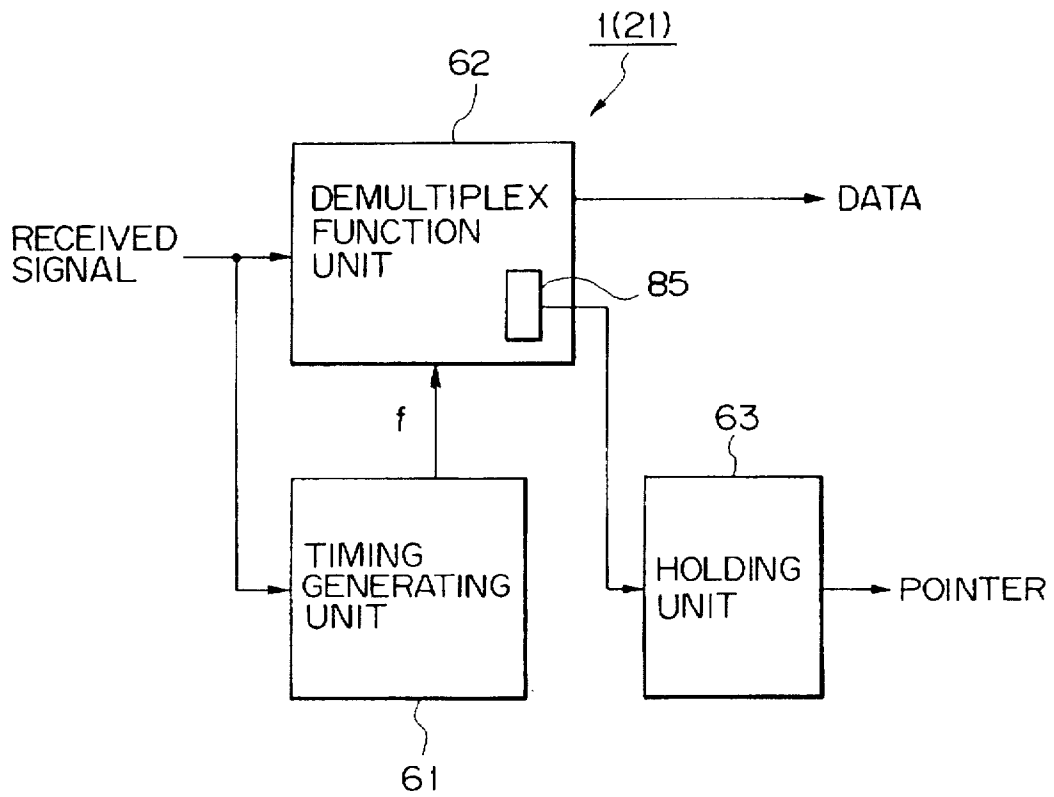 1(21)
62
DEMULTIPLEX
FUNCTION
UNIT
DATA
RECEIVED
SIGNAL
85
f
63
TIMING
GENERATING
UNIT
HOLDING
UNIT
POINTER
61